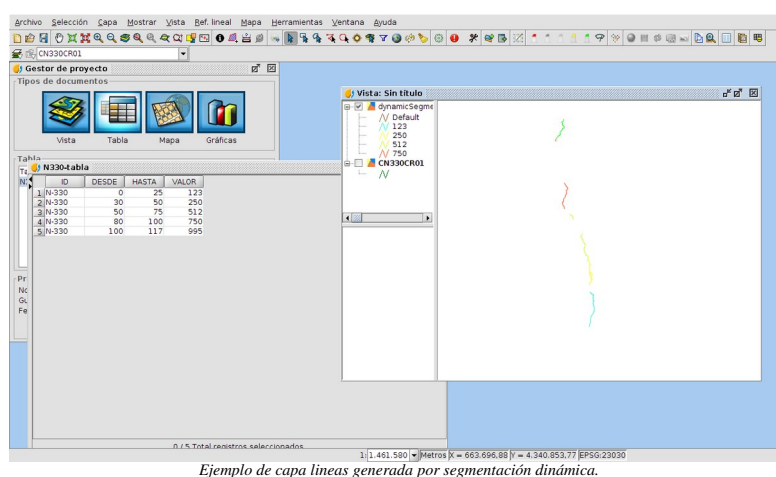 Archivo Selección Capa Mostrar Vista Ref. lineal Mapa Herramientas Ventana Ayuda
CN330CR01
Gestor de proyecto
Tipos de documentos
Vista Tabla Mapa Gráficas
Tabla
N330-tabla
ID DESDE HASTA VALOR
1 N-330 0 25 123
2 N-330 30 50 250
3 N-330 50 75 512
4 N-330 80 100 750
5 N-330 100 117 995
0 / 5 Total registros seleccionados.
Vista: Sin título
dynamicSegme
Default
123
250
512
750
CN330CR01
1: 1.461.580 Metros X = 663.696,88 Y = 4.340.853,77 EPSG:23030
Ejemplo de capa lineas generada por segmentación dinámica.